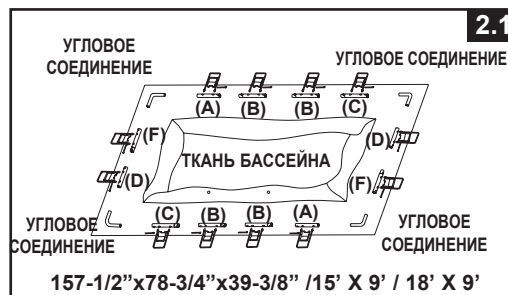 2.1
УГЛОВОЕ
СОЕДИНЕНИЕ
УГЛОВОЕ СОЕДИНЕНИЕ
(A) (B) (B) (C)
(F) (D)
ТКАНЬ БАССЕЙНА
(D) (F)
(C) (B) (B) (A)
УГЛОВОЕ
СОЕДИНЕНИЕ
УГЛОВОЕ
СОЕДИНЕНИЕ
157-1/2”x78-3/4”x39-3/8” /15’ X 9’ / 18’ X 9’